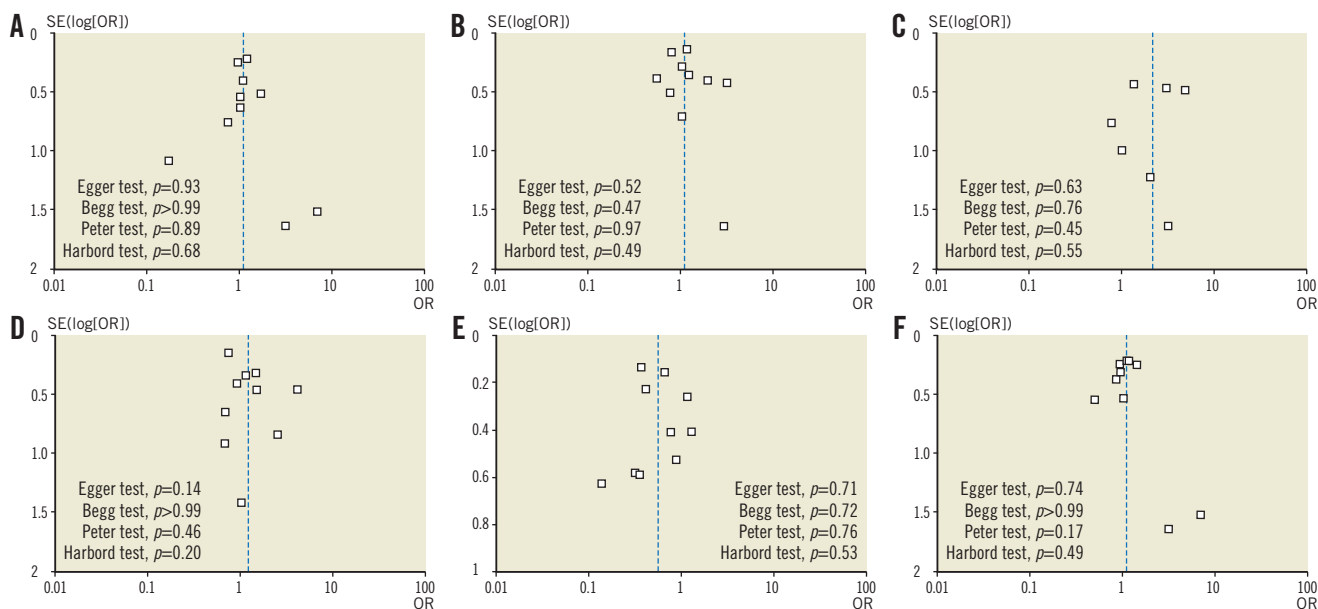 A
SE(log[OR])
0
0.5
1.0
1.5
2
Egger test, p=0.93
Begg test, p>0.99
Peter test, p=0.89
Harbord test, p=0.68
0.01 0.1 1 10 100
OR
B
SE(log[OR])
0
0.5
1.0
1.5
2
Egger test, p=0.52
Begg test, p=0.47
Peter test, p=0.97
Harbord test, p=0.49
0.01 0.1 1 10 100
OR
C
SE(log[OR])
0
0.5
1.0
1.5
2
Egger test, p=0.63
Begg test, p=0.76
Peter test, p=0.45
Harbord test, p=0.55
0.01 0.1 1 10 100
OR
D
SE(log[OR])
0
0.5
1.0
1.5
2
Egger test, p=0.14
Begg test, p>0.99
Peter test, p=0.46
Harbord test, p=0.20
0.01 0.1 1 10 100
OR
E
SE(log[OR])
0
0.2
0.4
0.6
0.8
1
Egger test, p=0.71
Begg test, p=0.72
Peter test, p=0.76
Harbord test, p=0.53
0.01 0.1 1 10 100
OR
F
SE(log[OR])
0
0.5
1.0
1.5
2
Egger test, p=0.74
Begg test, p>0.99
Peter test, p=0.17
Harbord test, p=0.49
0.01 0.1 1 10 100
OR